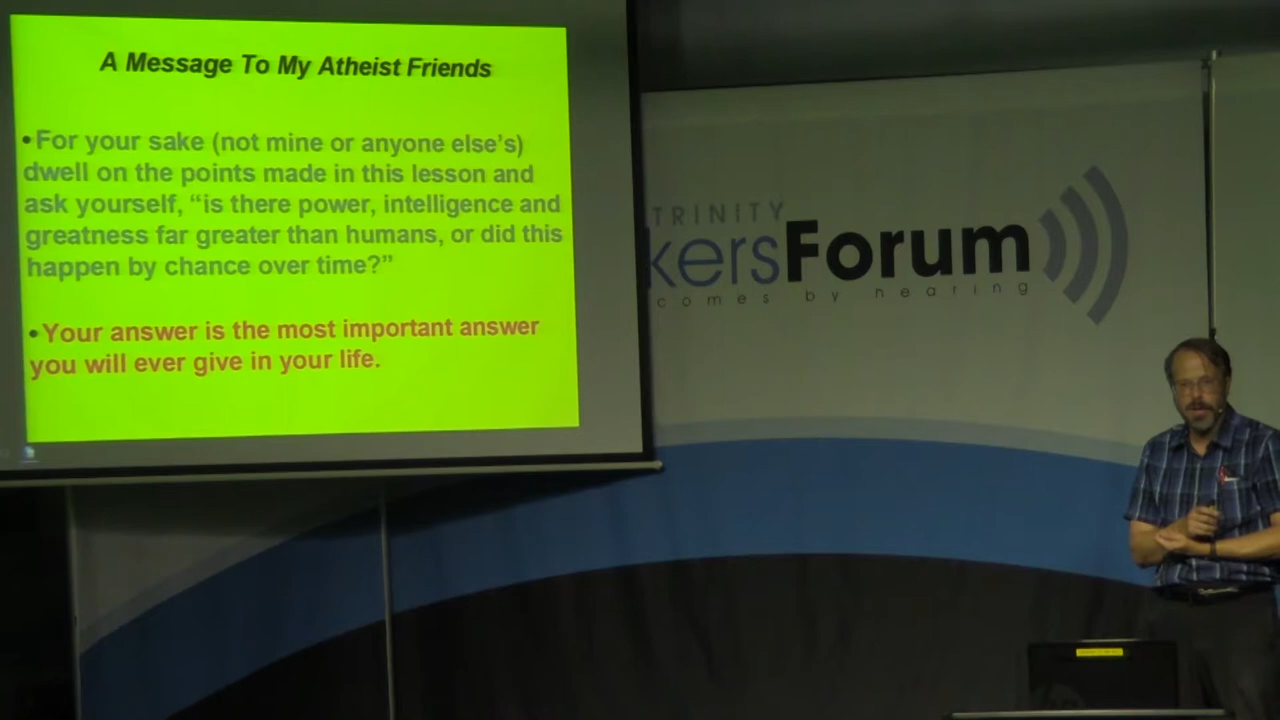 A Message To My Atheist Friends
•For your sake (not mine or anyone else's)
dwell on the points made in this lesson and
ask yourself, “is there power, intelligence and
greatness far greater than humans, or did this
happen by chance over time?”
•Your answer is the most important answer
you will ever give in your life.
TRINITY
kersForum
comes by hearing